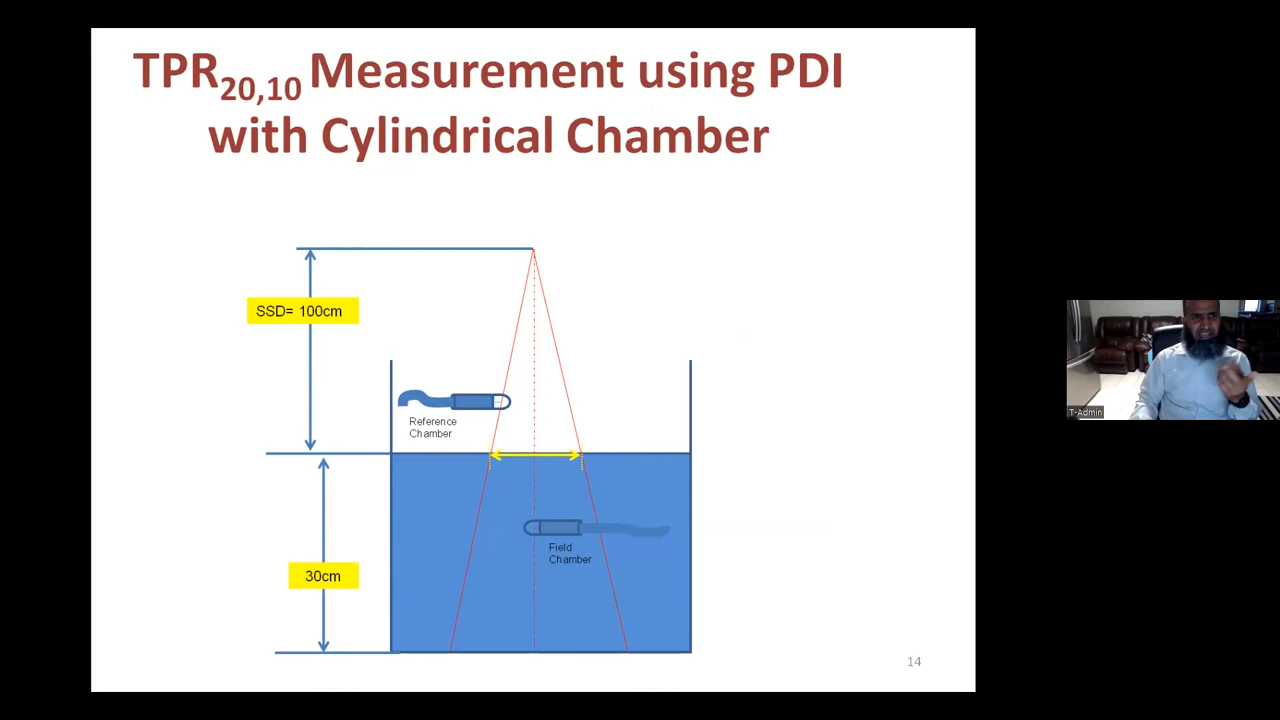 TPR20,10 Measurement using PDI
with Cylindrical Chamber
SSD= 100cm
Reference
Chamber
Field
Chamber
30cm
14
T-Admin